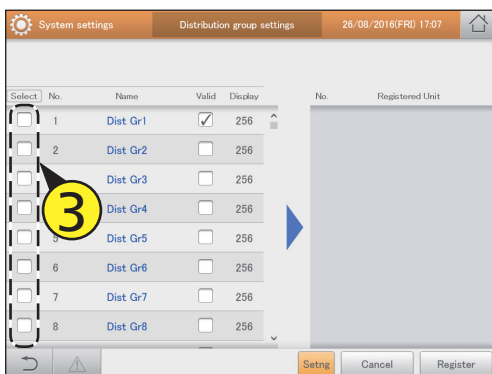 System settings Distribution group settings 26/08/2016(FRI) 17:07
Select No. Name Valid Display No. Registered Unit
1 Dist Gr1 256
2 Dist Gr2 256
Dist Gr3 256
3 Dist Gr4 256
5 Dist Gr5 256
6 Dist Gr6 256
7 Dist Gr7 256
8 Dist Gr8 256
Setng Cancel Register